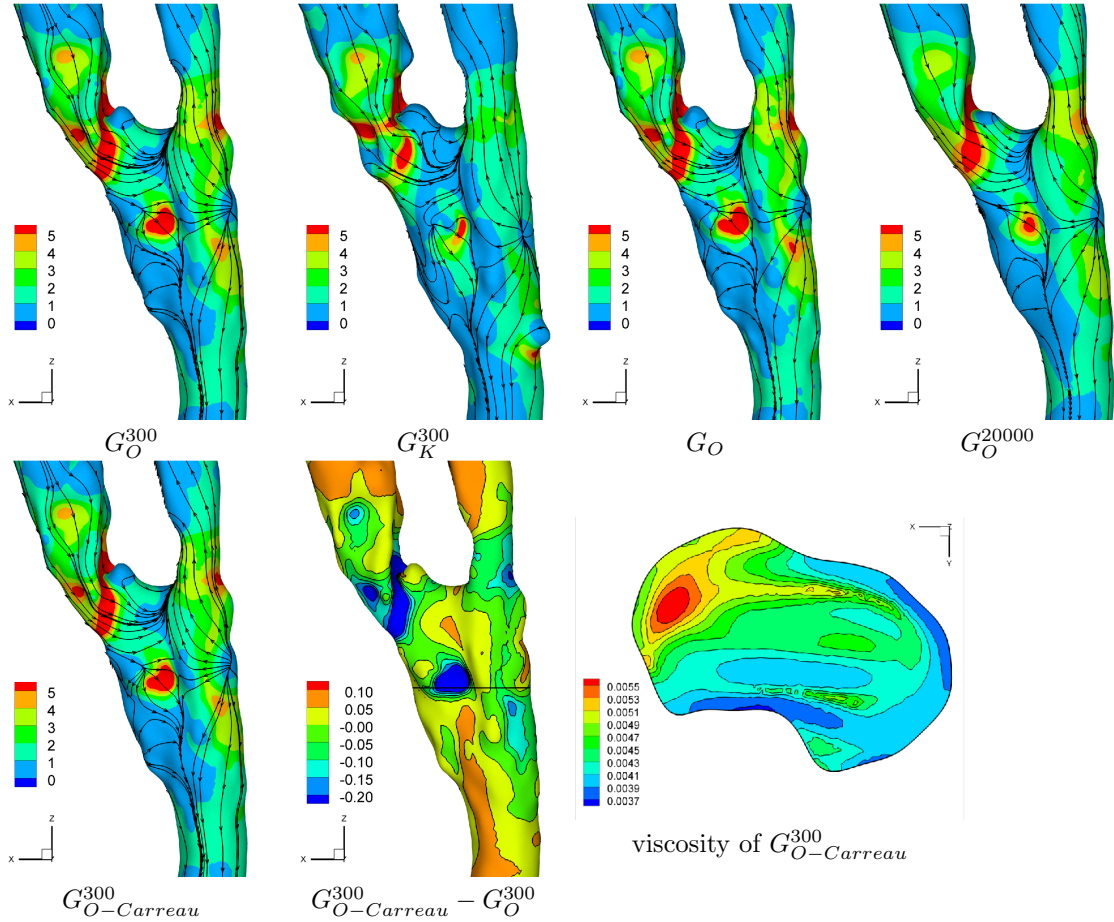 5
4
3
2
1
0
Z
X
G_O^{300}
5
4
3
2
1
0
Z
X
G_K^{300}
5
4
3
2
1
0
Z
X
G_O
5
4
3
2
1
0
Z
X
G_O^{20000}
5
4
3
2
1
0
Z
X
G_{O-Carreau}^{300}
0.10
0.05
-0.00
-0.05
-0.10
-0.15
-0.20
Z
X
G_{O-Carreau}^{300} - G_O^{300}
X
Y
0.0055
0.0053
0.0051
0.0049
0.0047
0.0045
0.0043
0.0041
0.0039
0.0037
viscosity of G_{O-Carreau}^{300}